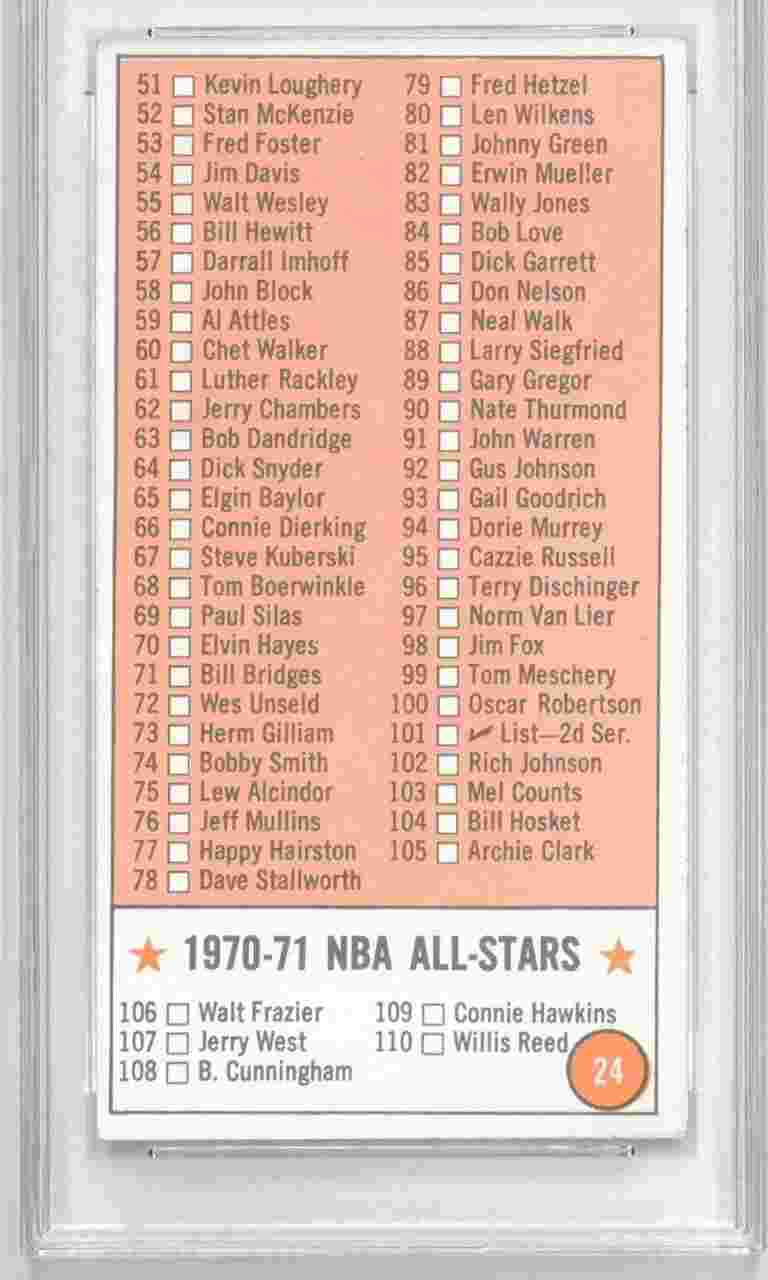 51 Kevin Loughery
52 Stan McKenzie
53 Fred Foster
54 Jim Davis
55 Walt Wesley
56 Bill Hewitt
57 Darrall Imhoff
58 John Block
59 Al Attles
60 Chet Walker
61 Luther Rackley
62 Jerry Chambers
63 Bob Dandridge
64 Dick Snyder
65 Elgin Baylor
66 Connie Dierking
67 Steve Kuberski
68 Tom Boerwinkle
69 Paul Silas
70 Elvin Hayes
71 Bill Bridges
72 Wes Unseld
73 Herm Gilliam
74 Bobby Smith
75 Lew Alcindor
76 Jeff Mullins
77 Happy Hairston
78 Dave Stallworth
79 Fred Hetzel
80 Len Wilkens
81 Johnny Green
82 Erwin Mueller
83 Wally Jones
84 Bob Love
85 Dick Garrett
86 Don Nelson
87 Neal Walk
88 Larry Siegfried
89 Gary Gregor
90 Nate Thurmond
91 John Warren
92 Gus Johnson
93 Gail Goodrich
94 Dorie Murrey
95 Cazzie Russell
96 Terry Dischinger
97 Norm Van Lier
98 Jim Fox
99 Tom Meschery
100 Oscar Robertson
101 List—2d Ser.
102 Rich Johnson
103 Mel Counts
104 Bill Hosket
105 Archie Clark
1970-71 NBA ALL-STARS
106 Walt Frazier
107 Jerry West
108 B. Cunningham
109 Connie Hawkins
110 Willis Reed
24